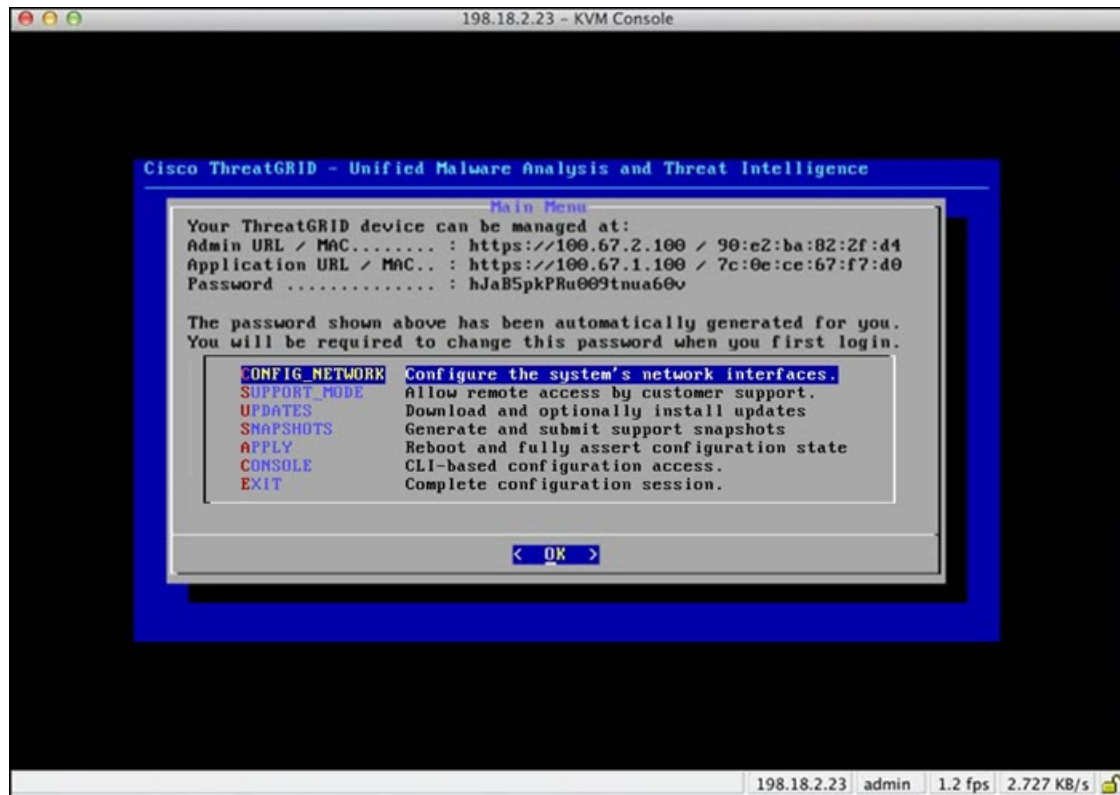 198.18.2.23 – KVM Console
Cisco ThreatGRID - Unified Malware Analysis and Threat Intelligence
Main Menu
Your ThreatGRID device can be managed at:
Admin URL / MAC........ : https://100.67.2.100 / 90:e2:ba:82:2f:d4
Application URL / MAC.. : https://100.67.1.100 / 7c:0e:ce:67:f7:d0
Password .............. : hJaB5pkPRu009tnua60v
The password shown above has been automatically generated for you.
You will be required to change this password when you first login.
CONFIG_NETWORK Configure the system's network interfaces.
SUPPORT_MODE Allow remote access by customer support.
UPDATES Download and optionally install updates
SNAPSHOTS Generate and submit support snapshots
APPLY Reboot and fully assert configuration state
CONSOLE CLI-based configuration access.
EXIT Complete configuration session.
< OK >
198.18.2.23 admin 1.2 fps 2.727 KB/s